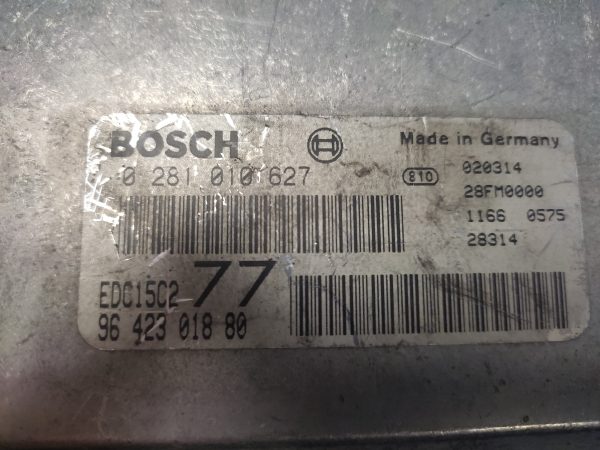 BOSCH
Made in Germany
0 281 010 627
810
020314
28FM0000
1166 0575
28314
EDC15C2 77
96 423 018 80